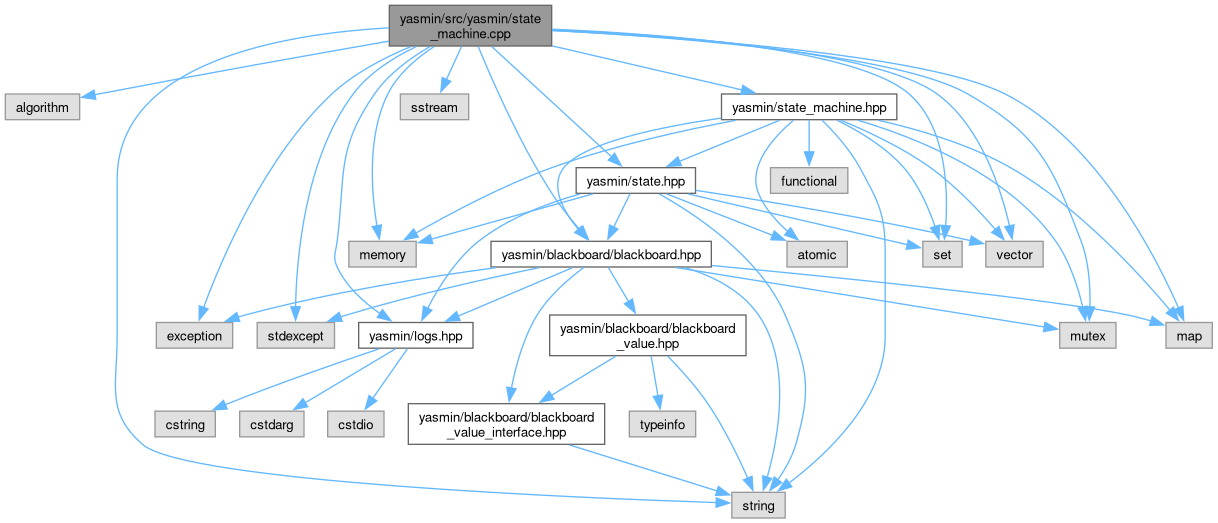 yasmin/src/yasmin/state
_machine.cpp
algorithm
sstream
yasmin/state_machine.hpp
yasmin/state.hpp
functional
memory
yasmin/blackboard/blackboard.hpp
atomic
set
vector
exception
stdexcept
yasmin/logs.hpp
yasmin/blackboard/blackboard
_value.hpp
mutex
map
cstring
cstdarg
cstdio
yasmin/blackboard/blackboard
_value_interface.hpp
typeinfo
string